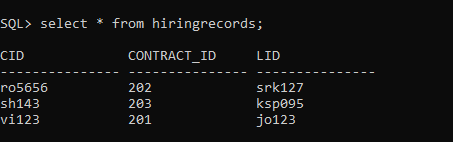 SQL> select * from hiringrecords;
CID CONTRACT_ID LID
--------------- --------------- ---------------
ro5656 202 srk127
sh143 203 ksp095
vi123 201 jo123